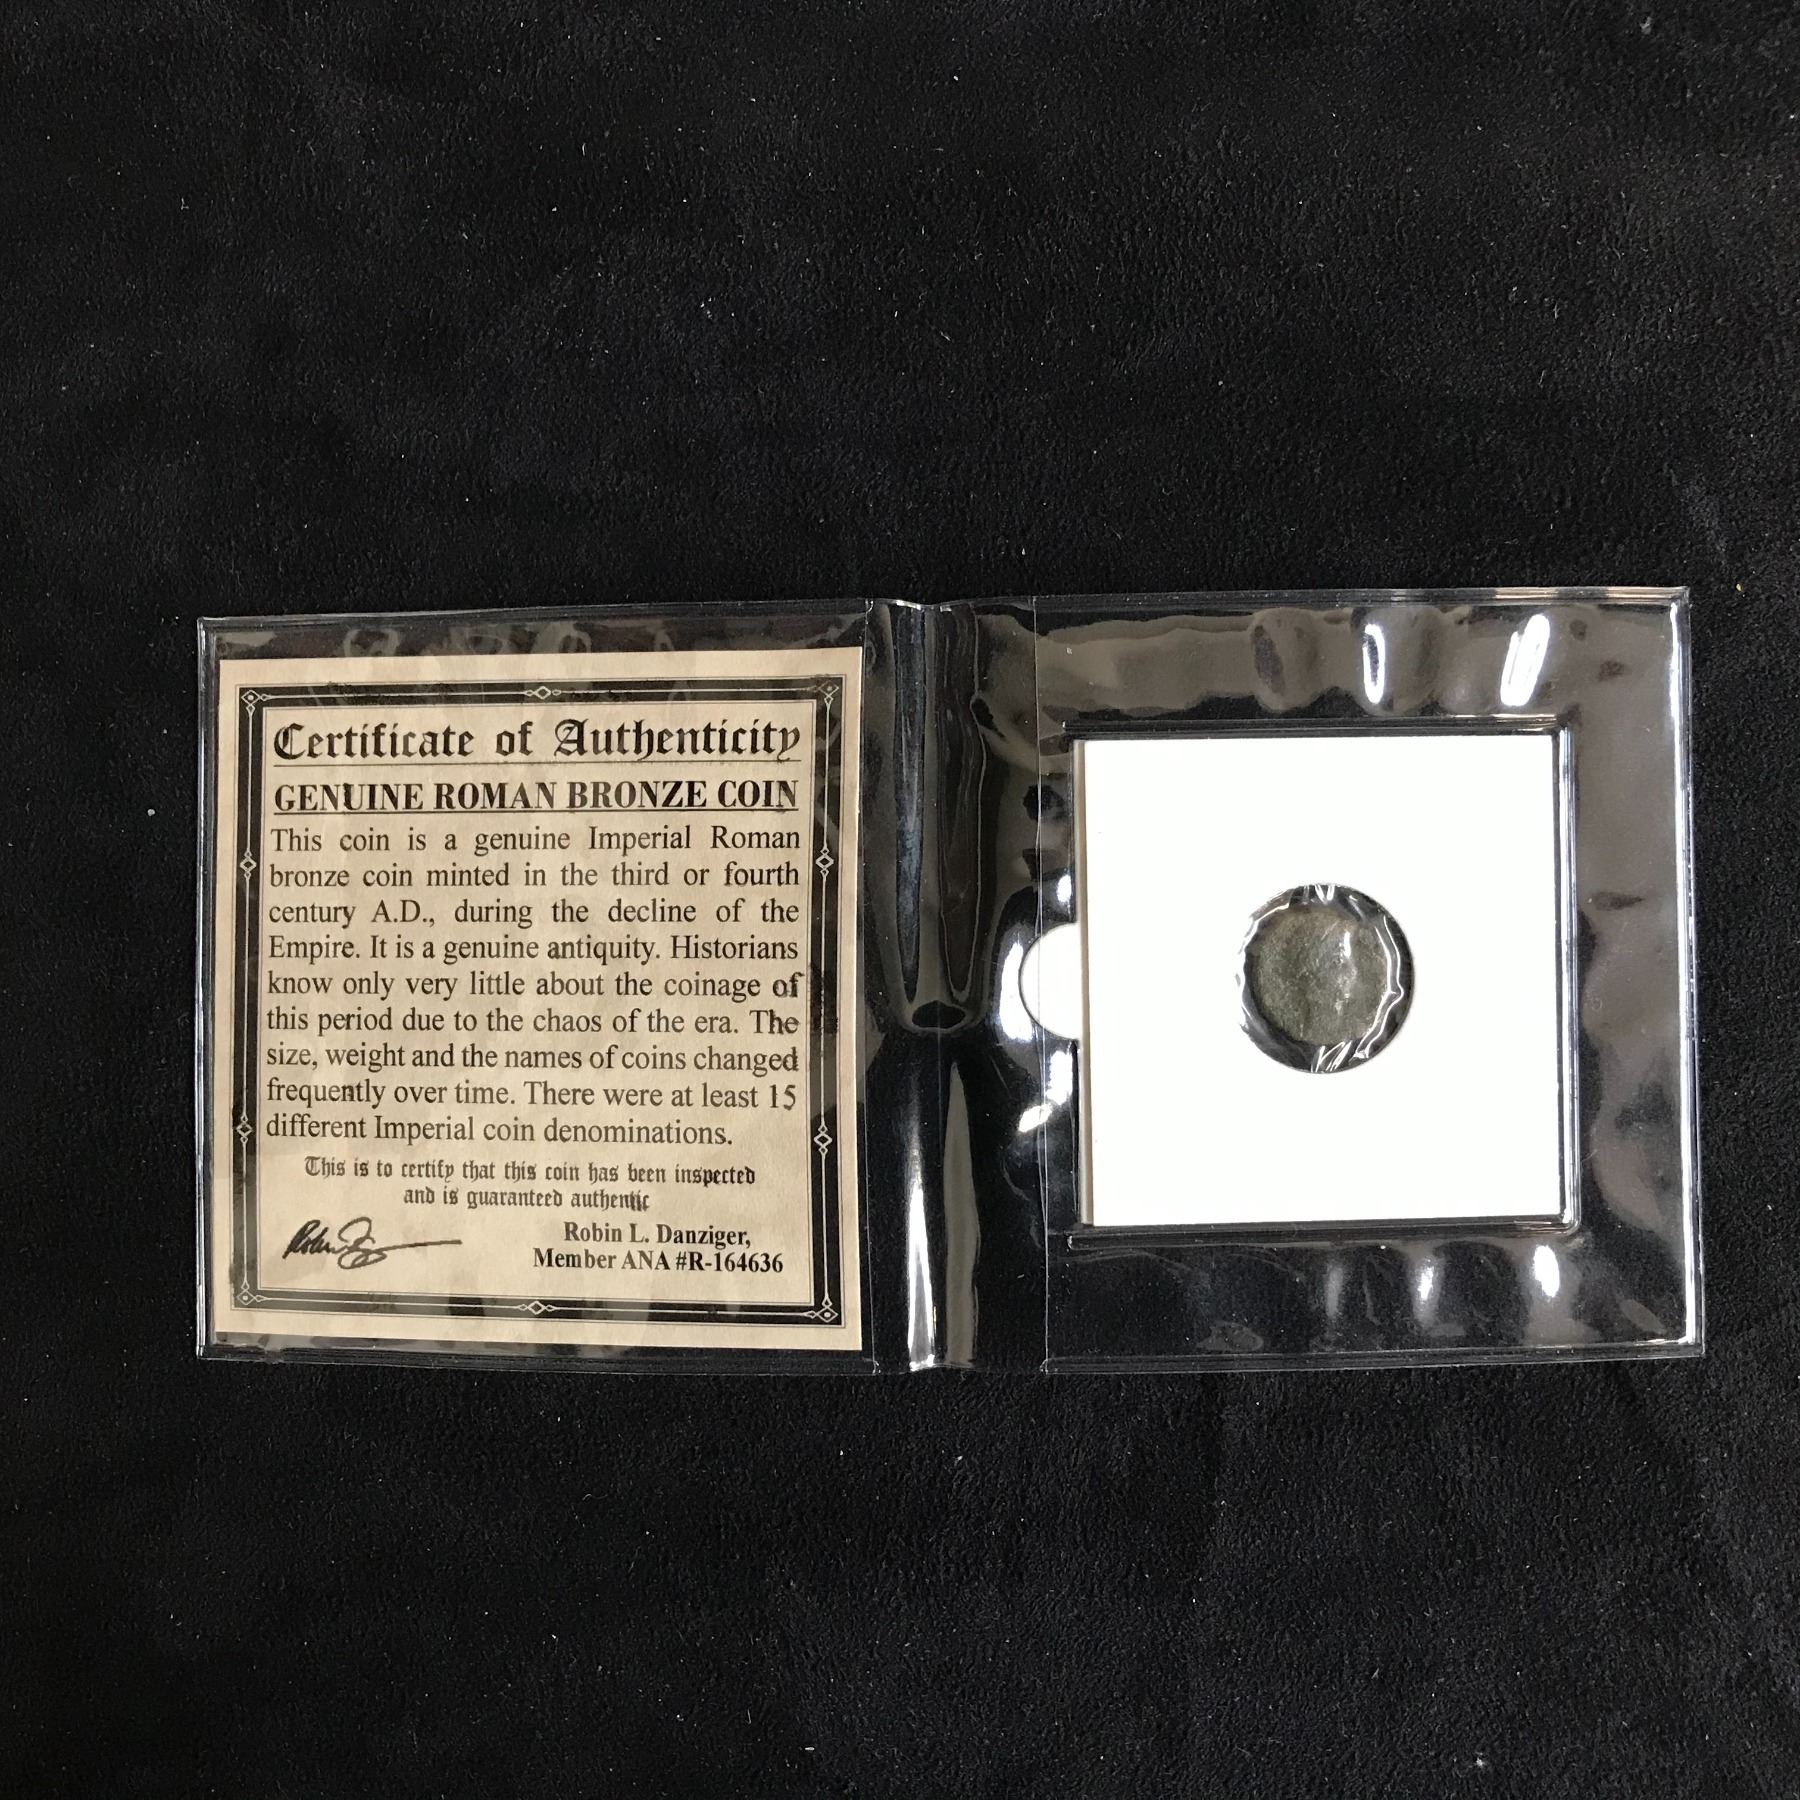 Certificate of Authenticity
GENUINE ROMAN BRONZE COIN
This coin is a genuine Imperial Roman
bronze coin minted in the third or fourth
century A.D., during the decline of the
Empire. It is a genuine antiquity. Historians
know only very little about the coinage of
this period due to the chaos of the era. The
size, weight and the names of coins changed
frequently over time. There were at least 15
different Imperial coin denominations.
This is to certify that this coin has been inspected
and is guaranteed authentic
Robin L. Danziger,
Member ANA #R-164636